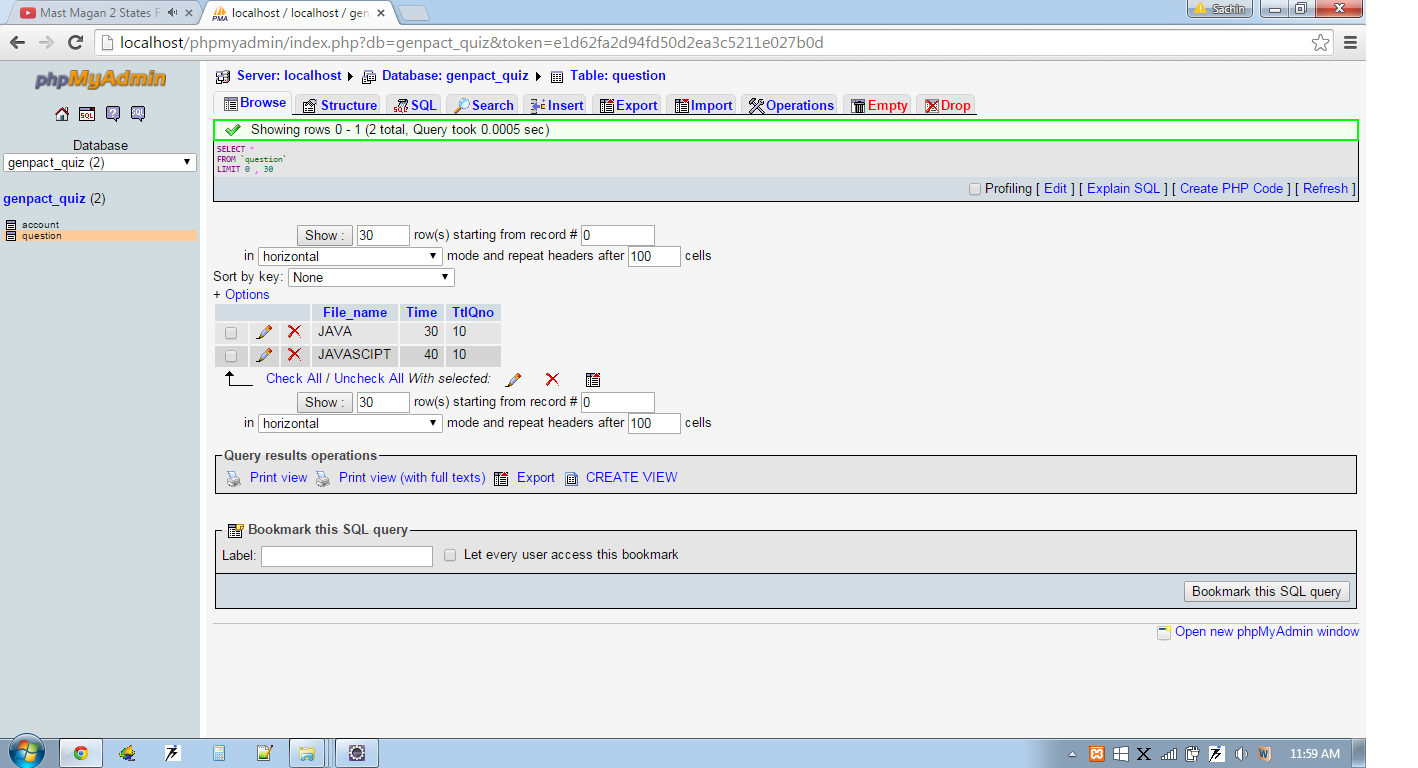 Mast Magan 2 States F
localhost / localhost / gen
Sachin
localhost/phpmyadmin/index.php?db=genpact_quiz&token=e1d62fa2d94fd50d2ea3c5211e027b0d
phpMyAdmin
SQL
Database
genpact_quiz (2)
genpact_quiz (2)
account
question
Server: localhost Database: genpact_quiz Table: question
Browse Structure SQL Search Insert Export Import Operations Empty Drop
Showing rows 0 - 1 (2 total, Query took 0.0005 sec)
SELECT *
FROM `question`
LIMIT 0 , 30
Profiling [ Edit ] [ Explain SQL ] [ Create PHP Code ] [ Refresh ]
Show : 30 row(s) starting from record # 0
in horizontal mode and repeat headers after 100 cells
Sort by key: None
+ Options
File_name Time TtlQno
JAVA 30 10
JAVASCIPT 40 10
Check All / Uncheck All With selected:
Show : 30 row(s) starting from record # 0
in horizontal mode and repeat headers after 100 cells
Query results operations
Print view Print view (with full texts) Export CREATE VIEW
Bookmark this SQL query
Label: Let every user access this bookmark
Bookmark this SQL query
Open new phpMyAdmin window
11:59 AM